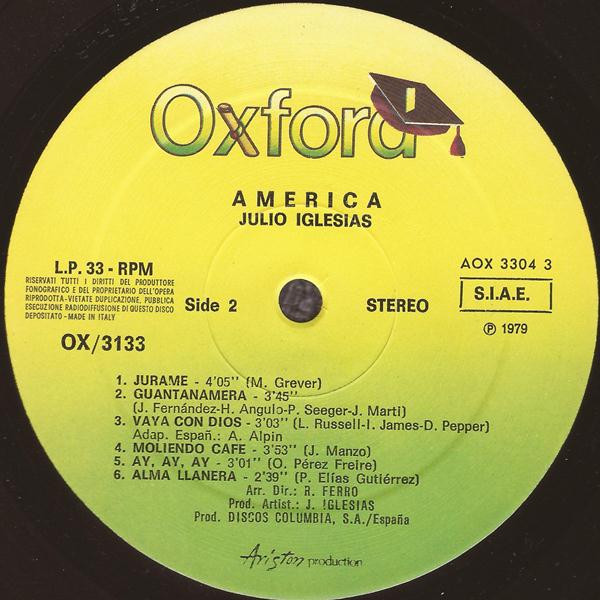 Oxford
AMERICA
JULIO IGLESIAS
L.P. 33 - RPM
RISERVATI TUTTI I DIRITTI DEL PRODUTTORE
FONOGRAFICO E DEL PROPRIETARIO DELL'OPERA
RIPRODOTTA-VIETATE DUPLICAZIONE, PUBBLICA
ESECUZIONE RADIODIFFUSIONE DI QUESTO DISCO
DEPOSITATO - MADE IN ITALY
Side 2
STEREO
AOX 3304 3
S.I.A.E.
Ⓟ 1979
OX/3133
1. JURAME - 4'05'' (M. Grever)
2. GUANTANAMERA - 3'45''
(J. Fernández-H. Angulo-P. Seeger-J. Marti)
3. VAYA CON DIOS - 3'03'' (L. Russell-I. James-D. Pepper)
Adap. Españ.: A. Alpin
4. MOLIENDO CAFE - 3'53'' (J. Manzo)
5. AY, AY, AY - 3'01'' (O. Pérez Freire)
6. ALMA LLANERA - 2'39'' (P. Elías Gutiérrez)
Arr. Dir.: R. FERRO
Prod. Artist.: J. IGLESIAS
Prod. DISCOS COLUMBIA, S.A./España
Ariston production